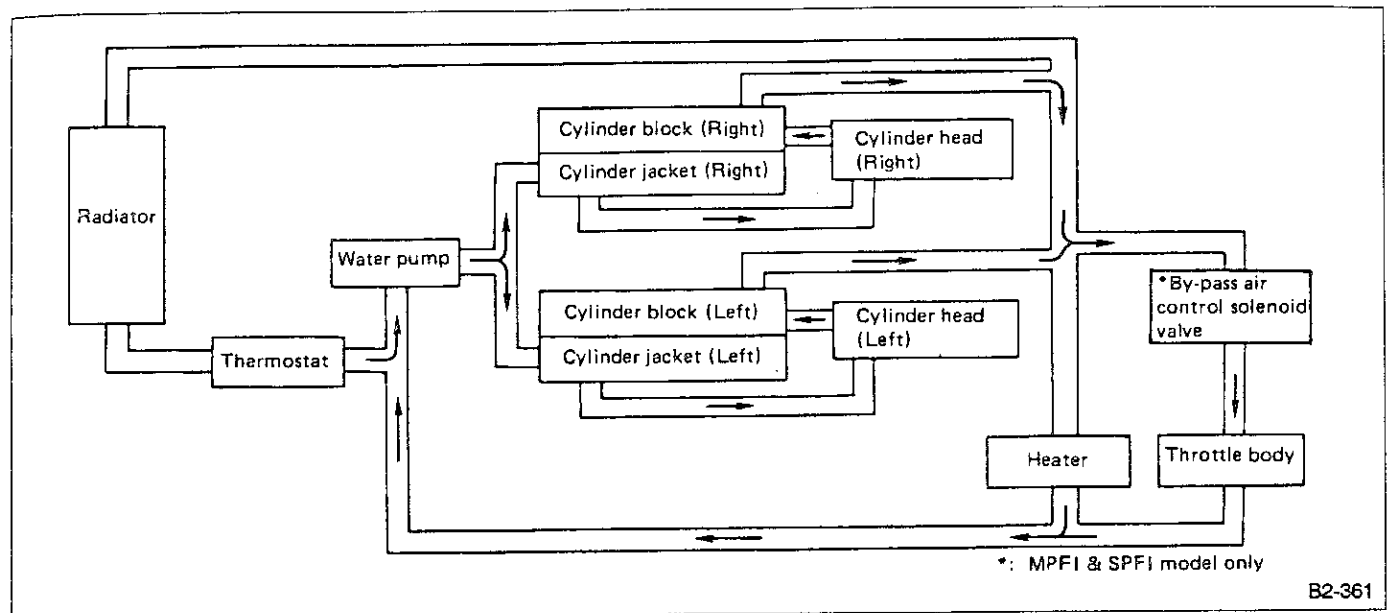 Cylinder block (Right)
Cylinder jacket (Right)
Cylinder head
(Right)
Radiator
Water pump
Thermostat
Cylinder block (Left)
Cylinder jacket (Left)
Cylinder head
(Left)
*By-pass air
control solenoid
valve
Heater
Throttle body
*: MPFI & SPFI model only
B2-361